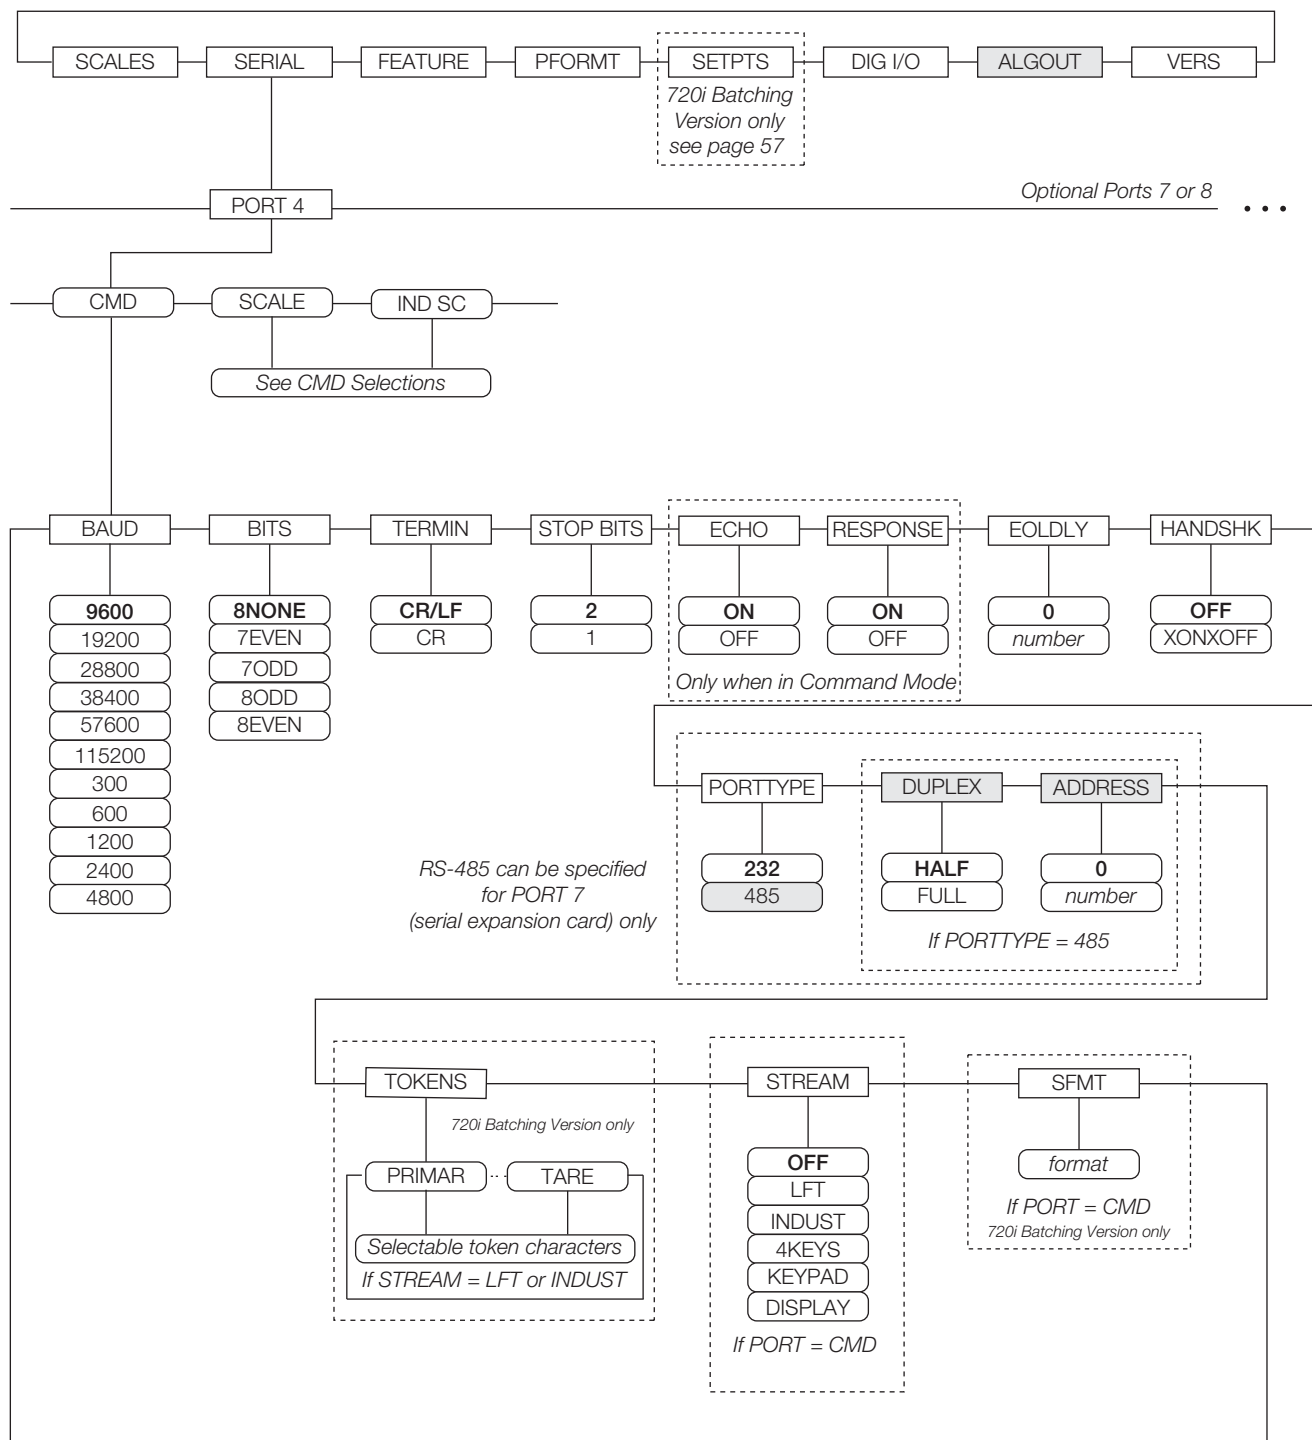 SCALES SERIAL FEATURE PFORMT SETPTS DIG I/O ALGOUT VERS
720i Batching
Version only
see page 57
PORT 4
Optional Ports 7 or 8
CMD SCALE IND SC
See CMD Selections
BAUD BITS TERMIN STOP BITS ECHO RESPONSE EOLDLY HANDSHK
9600 8NONE CR/LF 2 ON ON 0 OFF
19200 7EVEN CR 1 OFF OFF number XONXOFF
28800 7ODD
38400 8ODD
57600 8EVEN
115200
300
600
1200
2400
4800
Only when in Command Mode
PORTTYPE DUPLEX ADDRESS
232 HALF 0
485 FULL number
RS-485 can be specified
for PORT 7
(serial expansion card) only
If PORTTYPE = 485
TOKENS STREAM SFMT
720i Batching Version only
PRIMAR TARE
Selectable token characters
If STREAM = LFT or INDUST
OFF
LFT
INDUST
4KEYS
KEYPAD
DISPLAY
If PORT = CMD
format
If PORT = CMD
720i Batching Version only